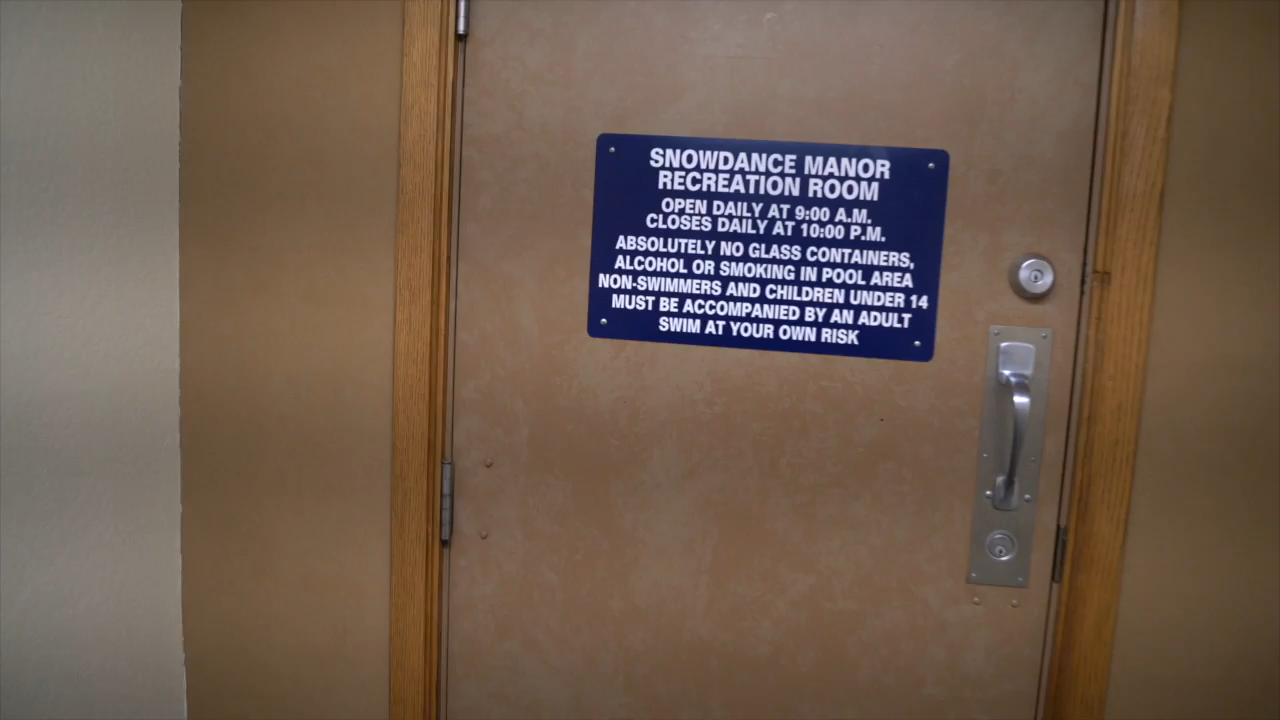 SNOWDANCE MANOR
RECREATION ROOM
OPEN DAILY AT 9:00 A.M.
CLOSES DAILY AT 10:00 P.M.
ABSOLUTELY NO GLASS CONTAINERS,
ALCOHOL OR SMOKING IN POOL AREA
NON-SWIMMERS AND CHILDREN UNDER 14
MUST BE ACCOMPANIED BY AN ADULT
SWIM AT YOUR OWN RISK